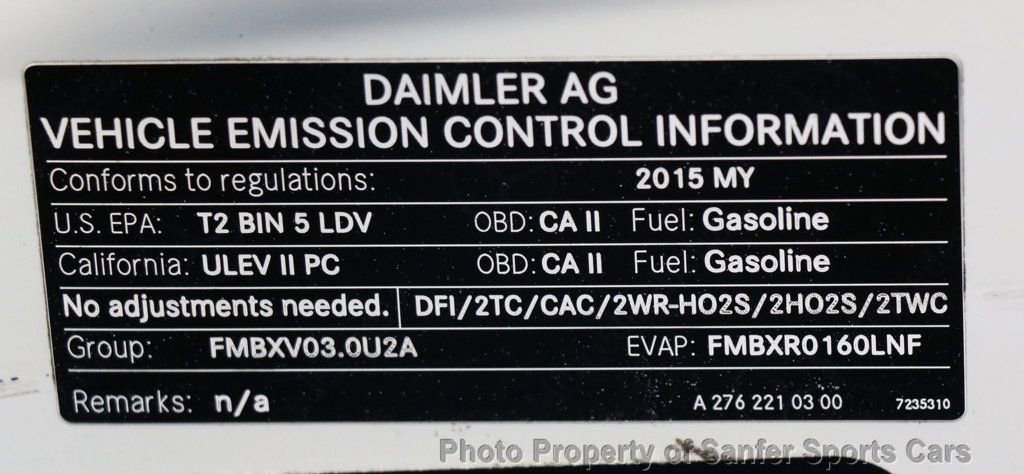 DAIMLER AG
VEHICLE EMISSION CONTROL INFORMATION
Conforms to regulations: 2015 MY
U.S. EPA: T2 BIN 5 LDV OBD: CA II Fuel: Gasoline
California: ULEV II PC OBD: CA II Fuel: Gasoline
No adjustments needed. DFI/2TC/CAC/2WR-HO2S/2HO2S/2TWC
Group: FMBXV03.0U2A EVAP: FMBXR0160LNF
Remarks: n/a A 276 221 03 00 7235310
Photo Property of Sanfer Sports Cars